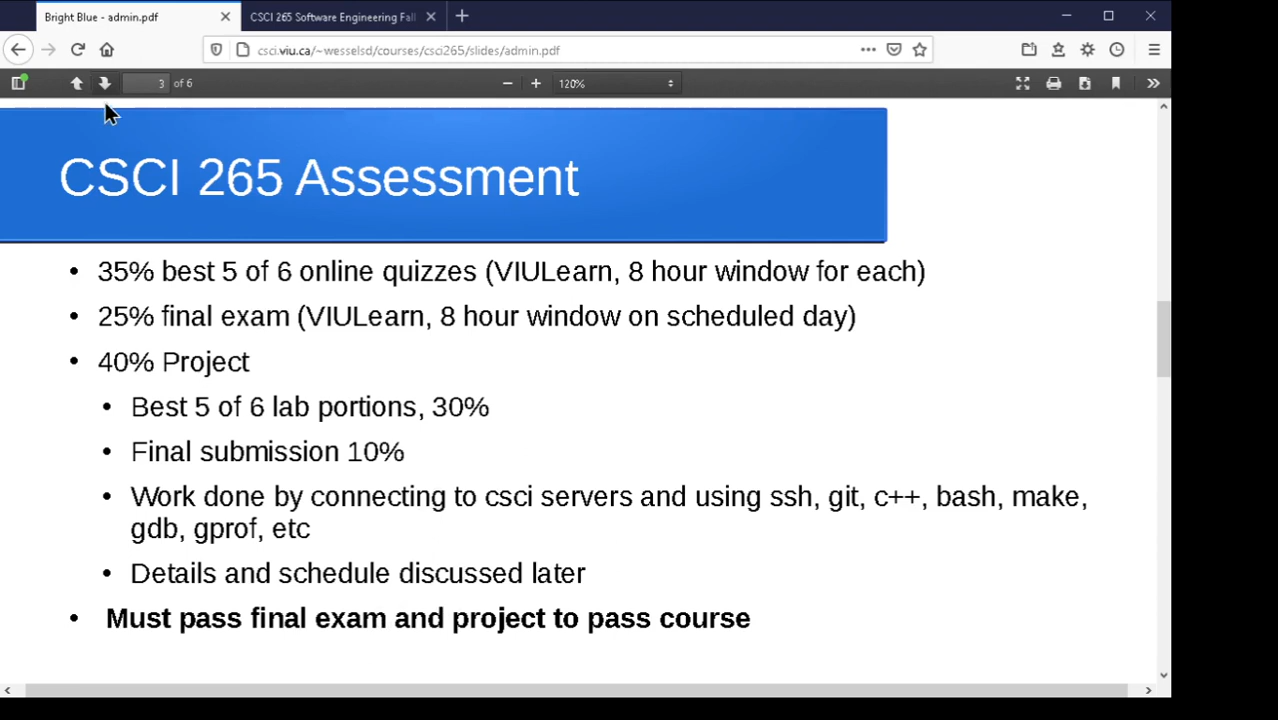 Bright Blue - admin.pdf
CSCI 265 Software Engineering Fall
csci.viu.ca/~wesselsd/courses/csci265/slides/admin.pdf
3 of 6
120%
CSCI 265 Assessment
• 35% best 5 of 6 online quizzes (VIULearn, 8 hour window for each)
• 25% final exam (VIULearn, 8 hour window on scheduled day)
• 40% Project
• Best 5 of 6 lab portions, 30%
• Final submission 10%
• Work done by connecting to csci servers and using ssh, git, c++, bash, make,
gdb, gprof, etc
• Details and schedule discussed later
• Must pass final exam and project to pass course